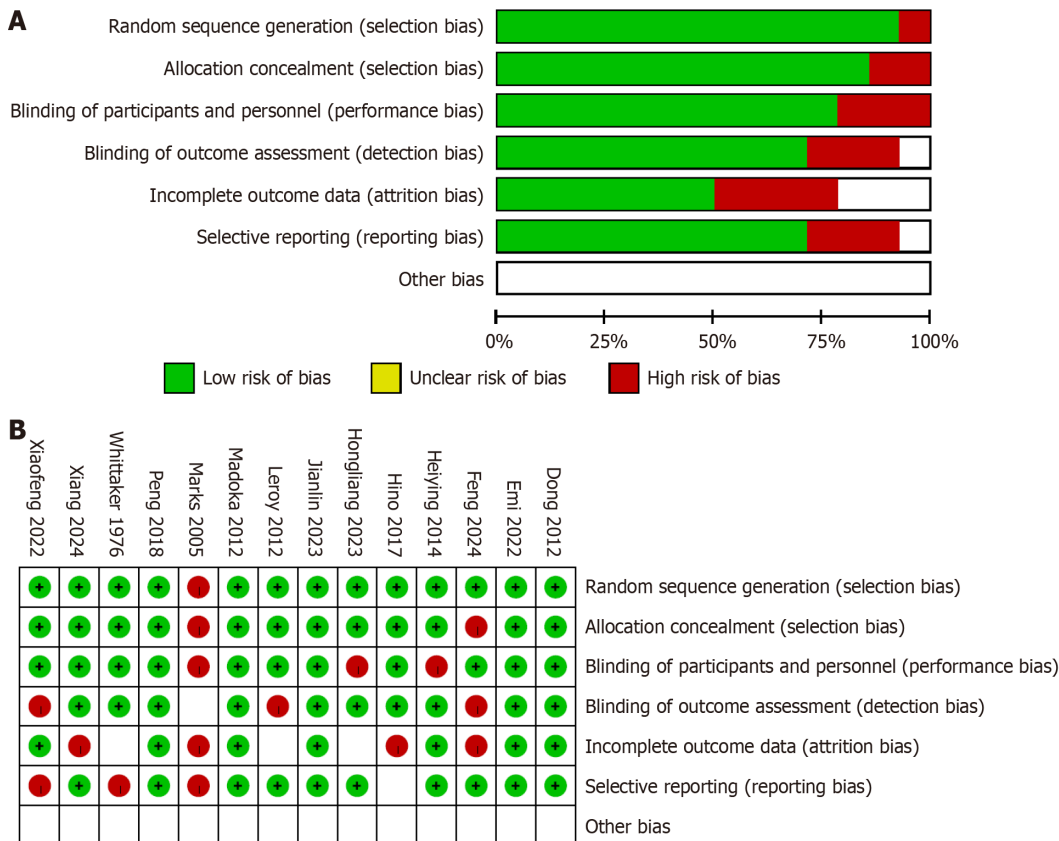 A
Random sequence generation (selection bias)
Allocation concealment (selection bias)
Blinding of participants and personnel (performance bias)
Blinding of outcome assessment (detection bias)
Incomplete outcome data (attrition bias)
Selective reporting (reporting bias)
Other bias
0% 25% 50% 75% 100%
Low risk of bias Unclear risk of bias High risk of bias
B
Xiaofeng 2022
Xiang 2024
Whittaker 1976
Peng 2018
Marks 2005
Madoka 2012
Leroy 2012
Jianlin 2023
Hongliang 2023
Hino 2017
Heiying 2014
Feng 2024
Emi 2022
Dong 2012
+ + + + + + + + + + + + + Random sequence generation (selection bias)
+ + + + + + + + + + + + Allocation concealment (selection bias)
+ + + + + + + + + + + Blinding of participants and personnel (performance bias)
+ + + + + + + + + + Blinding of outcome assessment (detection bias)
+ + + + + + + Incomplete outcome data (attrition bias)
+ + + + + + + + + + Selective reporting (reporting bias)
Other bias